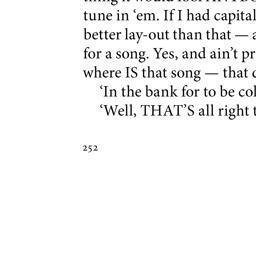 tune in ‘em. If I had capital
better lay-out than that —
for a song. Yes, and ain’t
where IS that song — that
‘In the bank for to be
‘Well, THAT’S all right
252